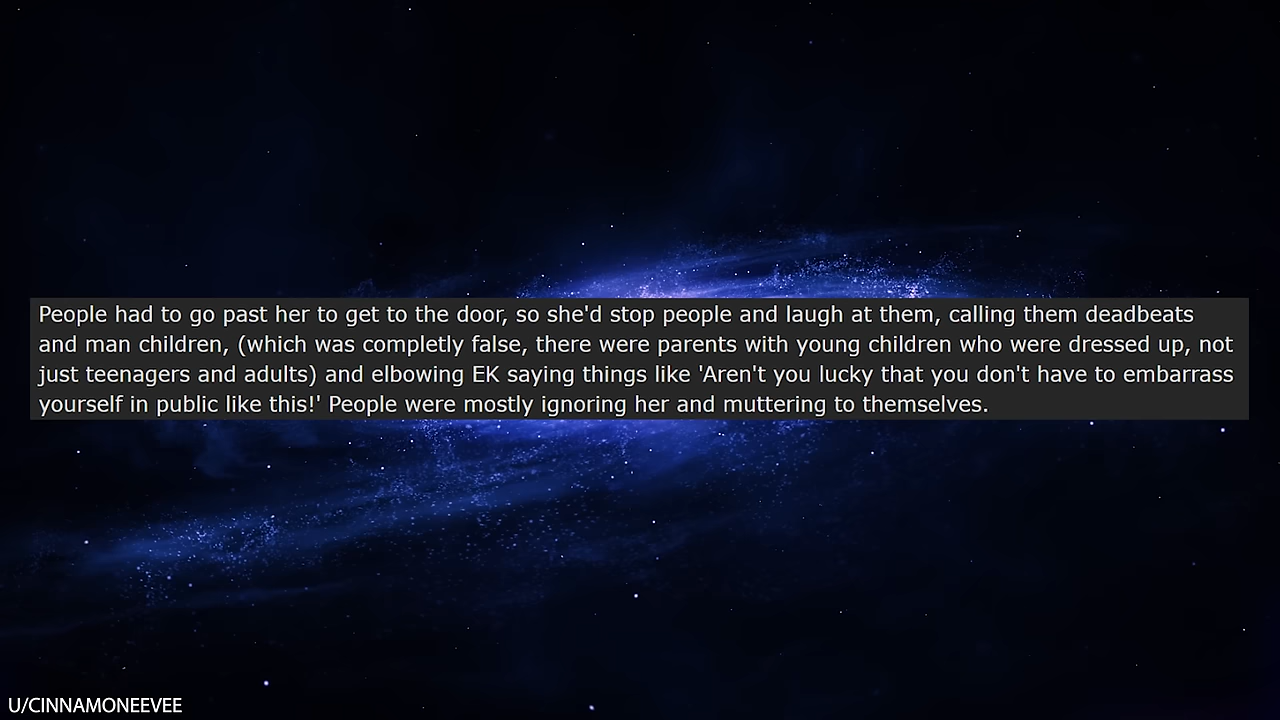 People had to go past her to get to the door, so she'd stop people and laugh at them, calling them deadbeats
and man children, (which was completly false, there were parents with young children who were dressed up, not
just teenagers and adults) and elbowing EK saying things like 'Aren't you lucky that you don't have to embarrass
yourself in public like this!' People were mostly ignoring her and muttering to themselves.
U/CINNAMONEEVEE